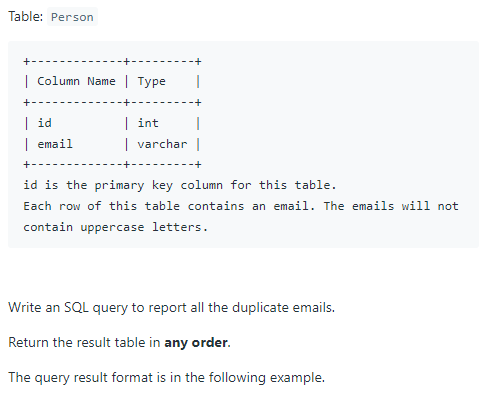 Table: Person
+-------------+---------+
| Column Name | Type    |
+-------------+---------+
| id          | int     |
| email       | varchar |
+-------------+---------+
id is the primary key column for this table.
Each row of this table contains an email. The emails will not
contain uppercase letters.
Write an SQL query to report all the duplicate emails.
Return the result table in any order.
The query result format is in the following example.